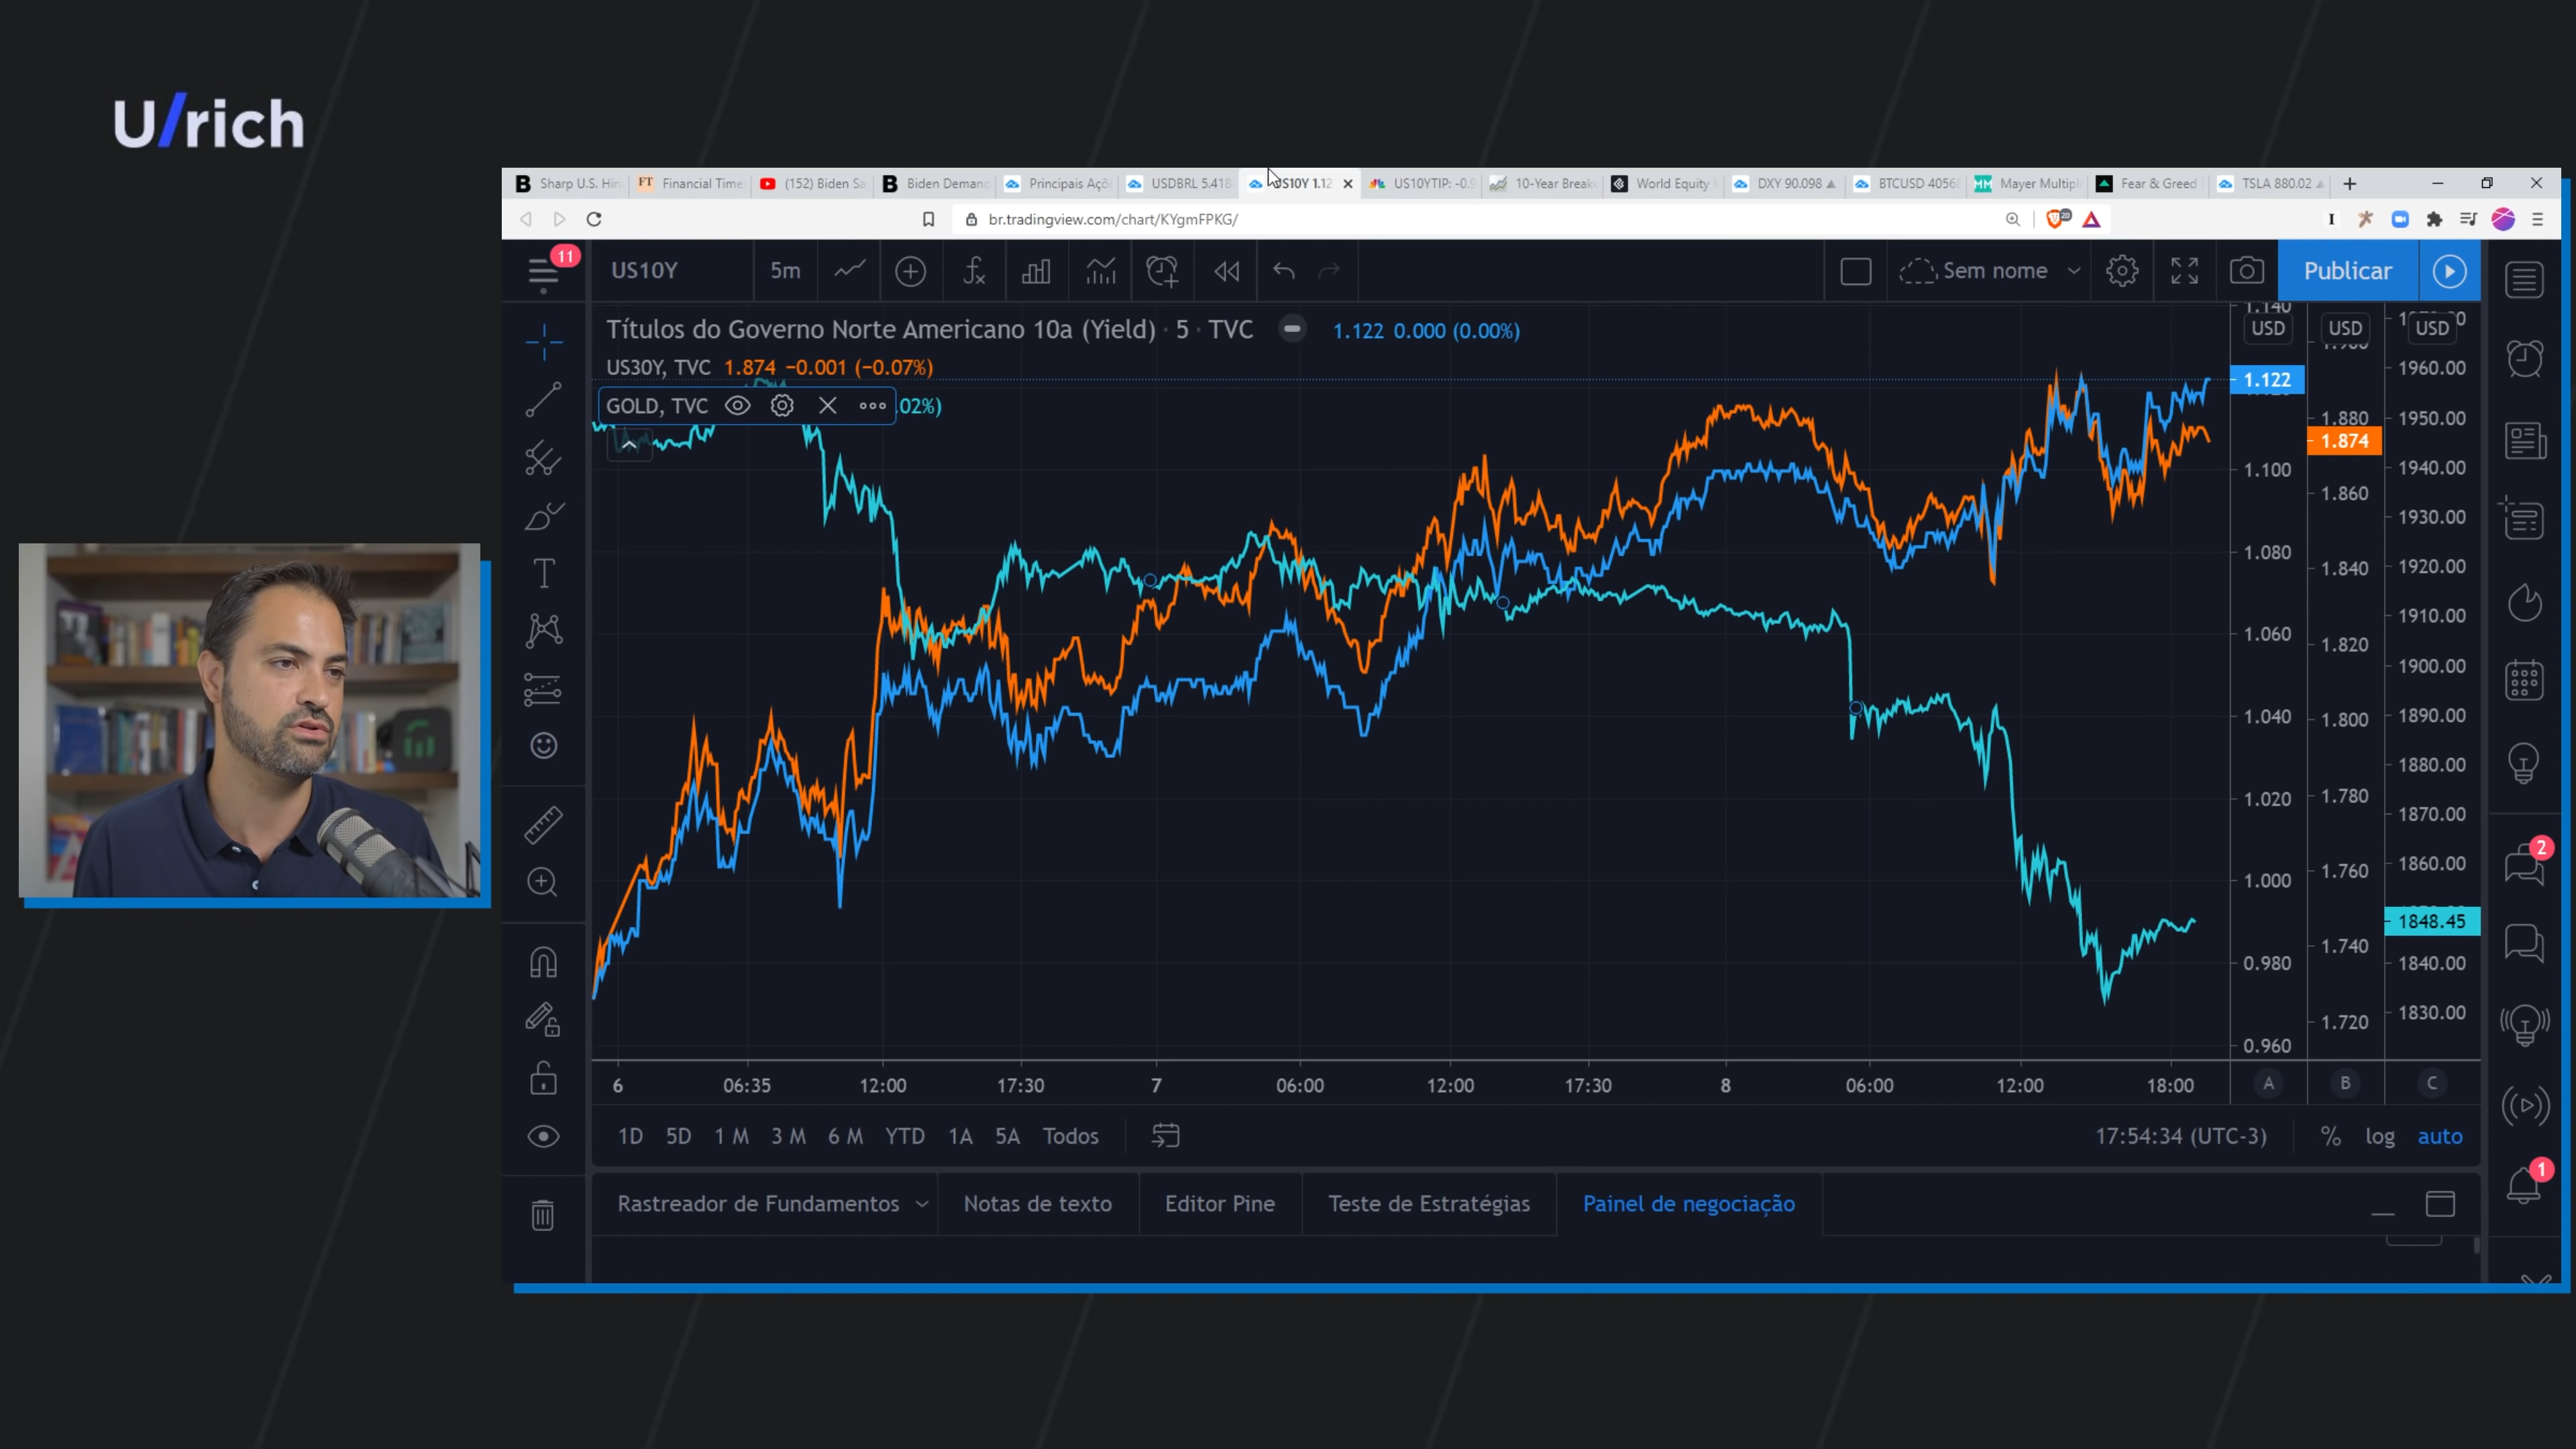 U/rich
Sharp U.S. Hiri
Financial Time
(152) Biden Sa
Biden Demand
Principais Açõ
USDBRL 5.418
US10Y 1.12
US10YTIP: -0.9
10-Year Break
World Equity
DXY 90.098
BTCUSD 4056
Mayer Multipl
Fear & Greed
TSLA 880.02
br.tradingview.com/chart/KYgmFPKG/
20
11
US10Y
5m
Sem nome
Publicar
Títulos do Governo Norte Americano 10a (Yield) · 5 · TVC
1.122 0.000 (0.00%)
US30Y, TVC 1.874 −0.001 (−0.07%)
GOLD, TVC
.02%)
USD
USD
USD
1.140
1.122
1.100
1.080
1.060
1.040
1.020
1.000
0.980
0.960
1.880
1.874
1.860
1.840
1.820
1.800
1.780
1.760
1.740
1.720
1960.00
1950.00
1940.00
1930.00
1920.00
1910.00
1900.00
1890.00
1880.00
1870.00
1860.00
1848.45
1840.00
1830.00
6 06:35 12:00 17:30 7 06:00 12:00 17:30 8 06:00 12:00 18:00
A B C
1D 5D 1 M 3 M 6 M YTD 1A 5A Todos
17:54:34 (UTC-3)
% log auto
Rastreador de Fundamentos
Notas de texto
Editor Pine
Teste de Estratégias
Painel de negociação
2
1